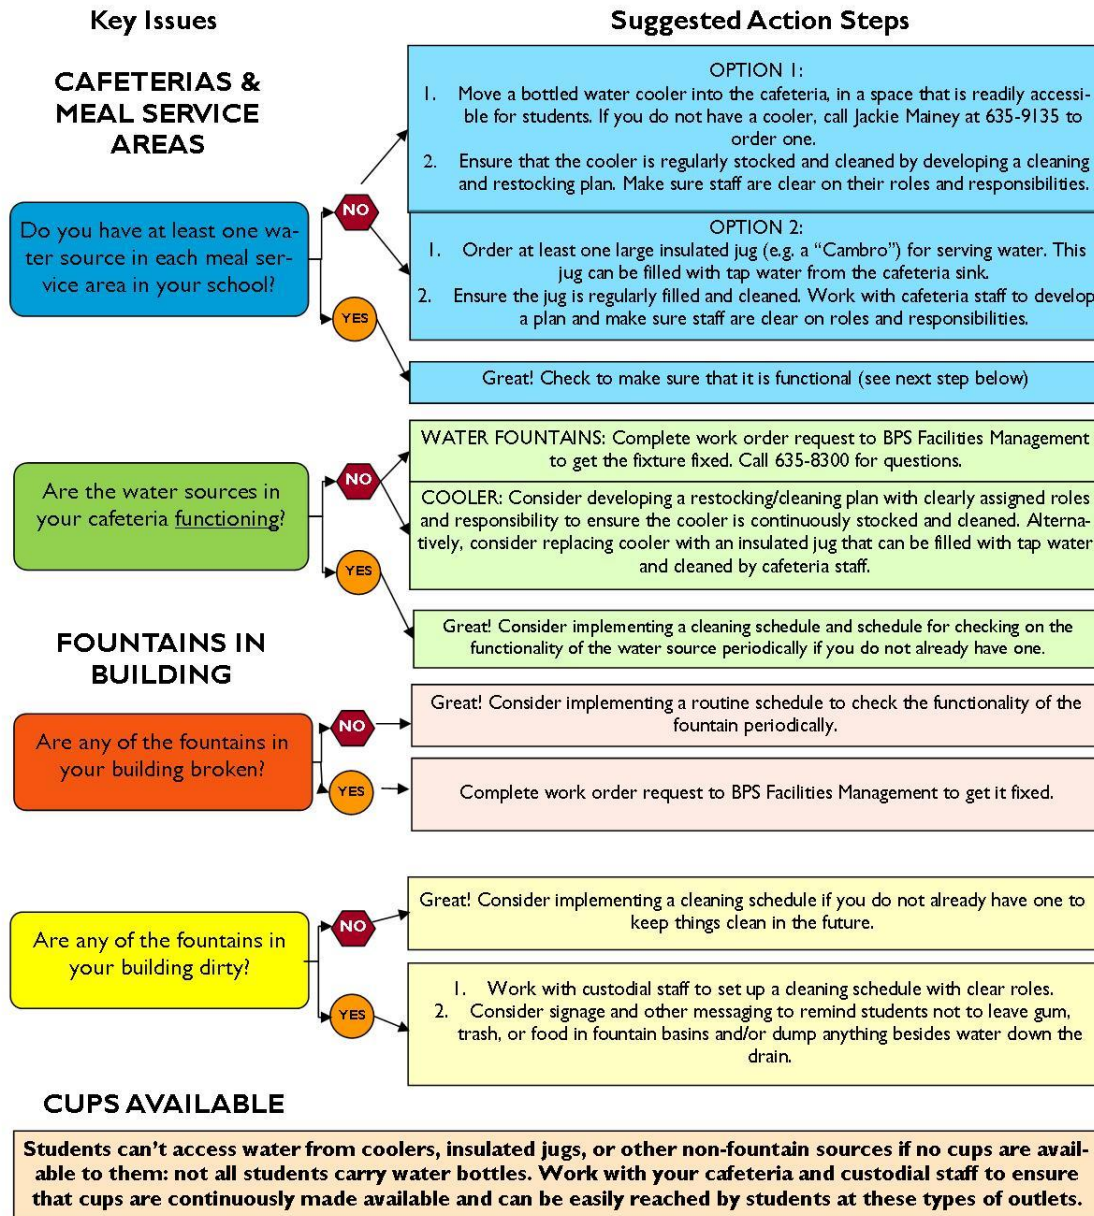 Key Issues
Suggested Action Steps
CAFETERIAS &
MEAL SERVICE
AREAS
Do you have at least one wa-
ter source in each meal ser-
vice area in your school?
NO
OPTION 1:
1. Move a bottled water cooler into the cafeteria, in a space that is readily accessi-
ble for students. If you do not have a cooler, call Jackie Mainey at 635-9135 to
order one.
2. Ensure that the cooler is regularly stocked and cleaned by developing a cleaning
and restocking plan. Make sure staff are clear on their roles and responsibilities.
OPTION 2:
1. Order at least one large insulated jug (e.g. a “Cambro”) for serving water. This
jug can be filled with tap water from the cafeteria sink.
2. Ensure the jug is regularly filled and cleaned. Work with cafeteria staff to develop
a plan and make sure staff are clear on roles and responsibilities.
YES
Great! Check to make sure that it is functional (see next step below)
Are the water sources in
your cafeteria functioning?
NO
WATER FOUNTAINS: Complete work order request to BPS Facilities Management
to get the fixture fixed. Call 635-8300 for questions.
COOLER: Consider developing a restocking/cleaning plan with clearly assigned roles
and responsibility to ensure the cooler is continuously stocked and cleaned. Alterna-
tively, consider replacing cooler with an insulated jug that can be filled with tap water
and cleaned by cafeteria staff.
YES
Great! Consider implementing a cleaning schedule and schedule for checking on the
functionality of the water source periodically if you do not already have one.
FOUNTAINS IN
BUILDING
Are any of the fountains in
your building broken?
NO
Great! Consider implementing a routine schedule to check the functionality of the
fountain periodically.
YES
Complete work order request to BPS Facilities Management to get it fixed.
Are any of the fountains in
your building dirty?
NO
Great! Consider implementing a cleaning schedule if you do not already have one to
keep things clean in the future.
YES
1. Work with custodial staff to set up a cleaning schedule with clear roles.
2. Consider signage and other messaging to remind students not to leave gum,
trash, or food in fountain basins and/or dump anything besides water down the
drain.
CUPS AVAILABLE
Students can’t access water from coolers, insulated jugs, or other non-fountain sources if no cups are avail-
able to them: not all students carry water bottles. Work with your cafeteria and custodial staff to ensure
that cups are continuously made available and can be easily reached by students at these types of outlets.